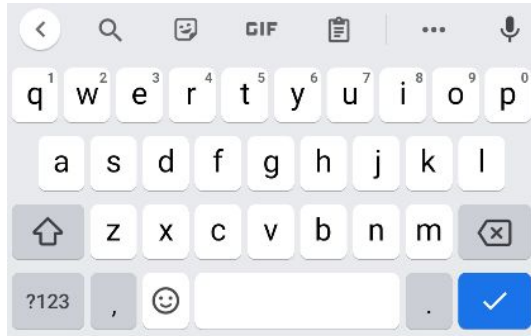 GIF
q1 w2 e3 r4 t5 y6 u7 i8 o9 p0
a s d f g h j k l
z x c v b n m
?123 , .